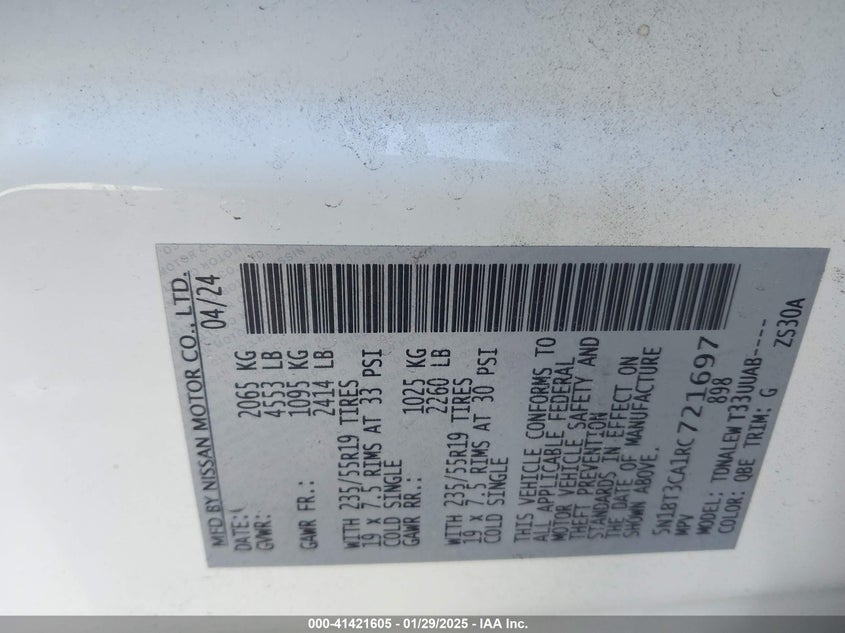 MFD BY NISSAN MOTOR CO., LTD.
DATE: 04/24
GVWR: 2065 KG
4553 LB
GAWR FR.: 1095 KG
2414 LB
WITH 235/55R19 TIRES
19 x 7.5 RIMS AT 33 PSI
COLD SINGLE
GAWR RR.: 1025 KG
2260 LB
WITH 235/55R19 TIRES
19 x 7.5 RIMS AT 30 PSI
COLD SINGLE
THIS VEHICLE CONFORMS TO
ALL APPLICABLE FEDERAL
MOTOR VEHICLE SAFETY AND
THEFT PREVENTION
STANDARDS IN EFFECT ON
THE DATE OF MANUFACTURE
SHOWN ABOVE.
5N1BT3CA1RC721697
MPV 898
MODEL: TDNALEW T33UUAB----
COLOR: QBE TRIM: G ZS30A
000-41421605 - 01/29/2025 - IAA Inc.